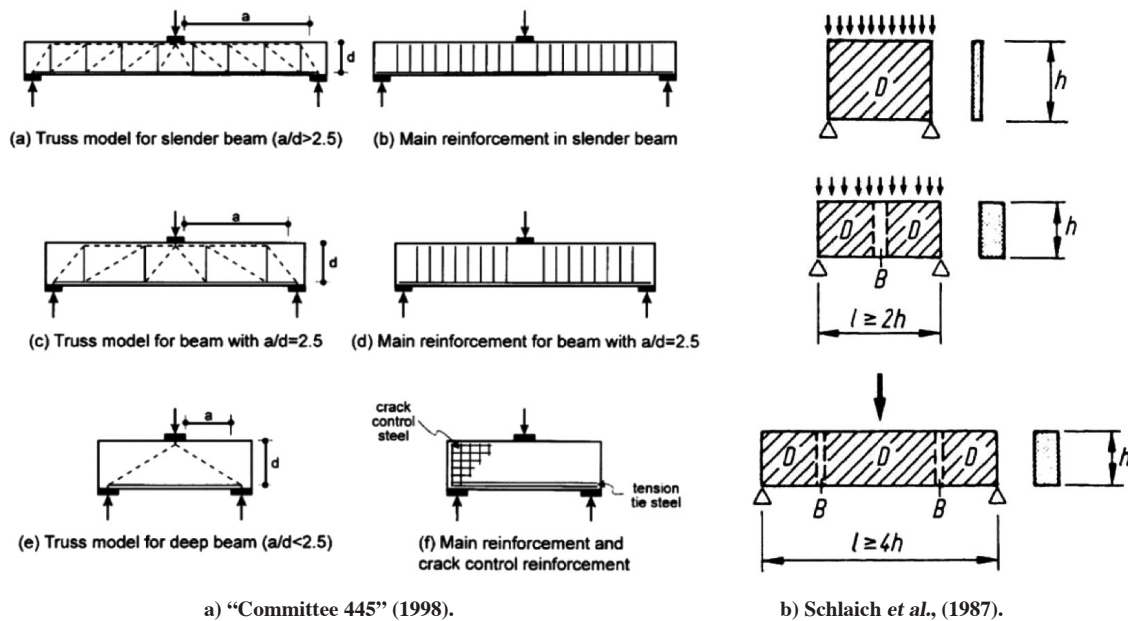 a
d
(a) Truss model for slender beam (a/d>2.5)
(b) Main reinforcement in slender beam
a
d
(c) Truss model for beam with a/d=2.5
(d) Main reinforcement for beam with a/d=2.5
a
d
(e) Truss model for deep beam (a/d<2.5)
crack
control
steel
tension
tie steel
(f) Main reinforcement and
crack control reinforcement
a) “Committee 445” (1998).
D
h
D
D
h
B
l ≥ 2h
D
D
D
h
B
B
l ≥ 4h
b) Schlaich et al., (1987).